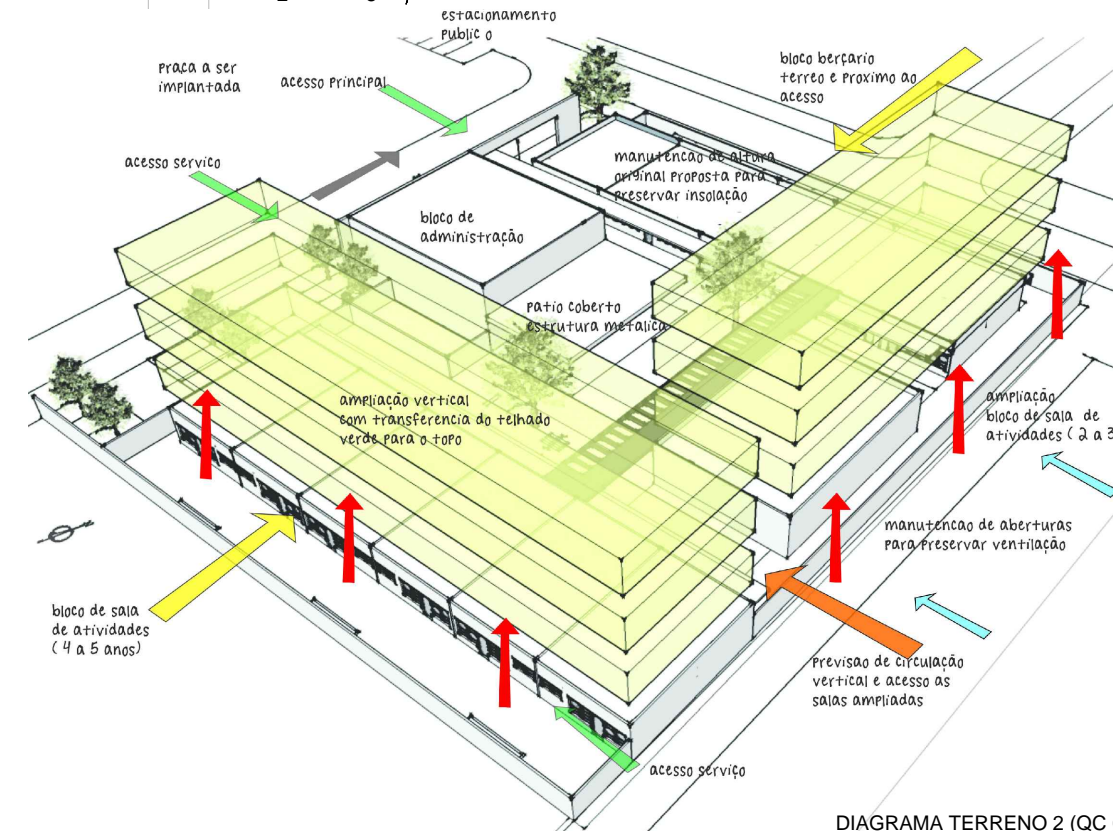 estacionamento
public o
praca a ser
implantada
acesso principal
bloco berçario
terreo e proximo ao
acesso
acesso servico
manutencao de altura
original proposta para
preservar insolação
bloco de
administração
patio coberto
estrutura metalica
ampliação vertical
com transferencia do telhado
verde para o topo
ampliação
bloco de sala de
atividades ( 2 a 3
manutencao de aberturas
para preservar ventilação
bloco de sala
de atividades
( 4 a 5 anos)
previsao de circulação
vertical e acesso as
salas ampliadas
acesso serviço
DIAGRAMA TERRENO 2 (QC